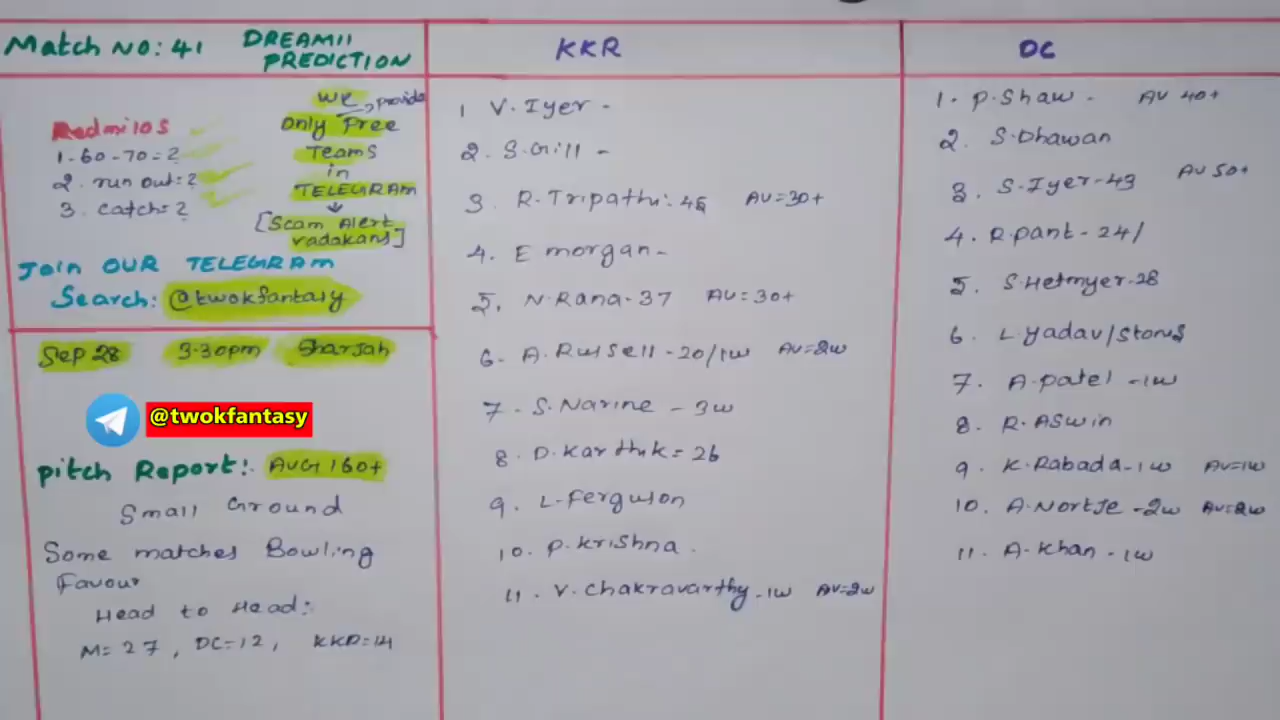 Match No: 41 DREAM11 PREDICTION
WE provide
Only Free
Teams
in
TELEGRAM
[Scam Alert
vadakans]
Redmi 10S
1. 60-70=?
2. run out=?
3. catch=?
Join OUR TELEGRAM
Search: @twokfantasy
Sep 28 3.30pm Sharjah
@twokfantasy
Pitch Report: AVG 160+
Small Ground
Some matches Bowling
Favour
Head to Head:
M=27, DC=12, KKR=14
KKR
1 V. Iyer -
2. S. Gill -
3. R. Tripathi: 45 AV=30+
4. E morgan -
5. N. Rana - 37 AV=30+
6. A. Russell - 20/1w AV=2w
7. S. Narine - 3w
8 D. Karthik = 26
9. L. Ferguson
10. P. Krishna.
11. V. Chakravarthy - 1w AV=2w
DC
1. P. Shaw - AV 40+
2. S. Dhawan
3. S. Iyer - 43 AV 50+
4. R. Pant - 24/
5. S. Hetmyer - 28
6. L. Yadav/Stones
7. A. Patel - 1w
8. R. ASwin
9. K. Rabada - 1w AV=1w
10. A. Nortje - 2w AV=2w
11. A. Khan - 1w